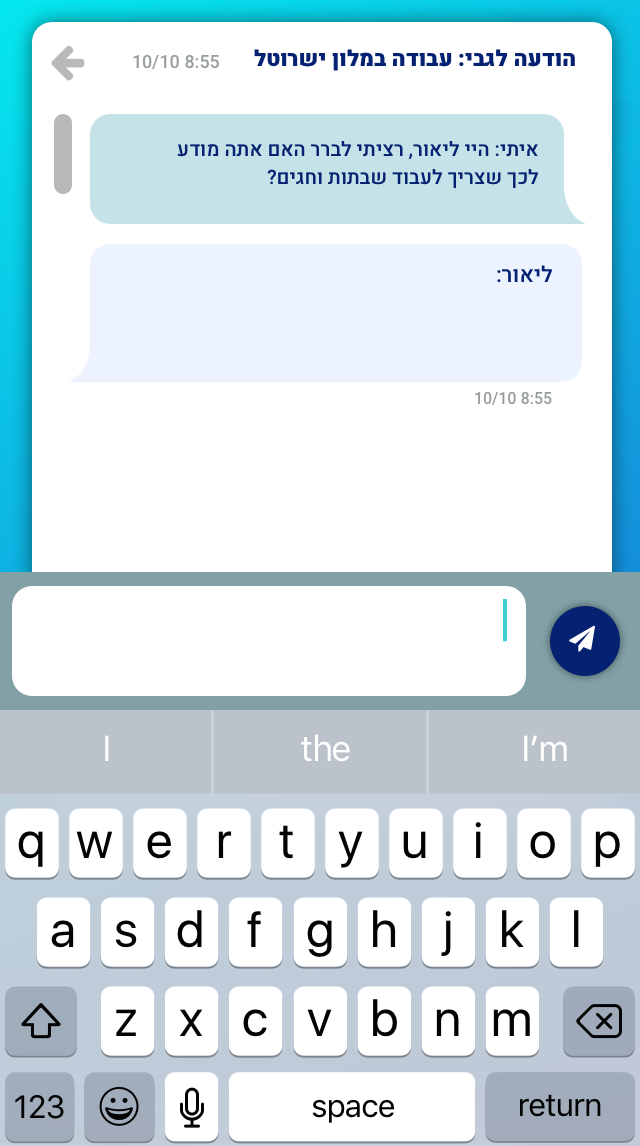 הודעה לגבי: עבודה במלון ישרוטל
10/10 8:55
איתי: היי ליאור, רציתי לברר האם אתה מודע
לכך שצריך לעבוד שבתות וחגים?
ליאור:
10/10 8:55
I the I'm
q w e r t y u i o p
a s d f g h j k l
z x c v b n m
123 space return